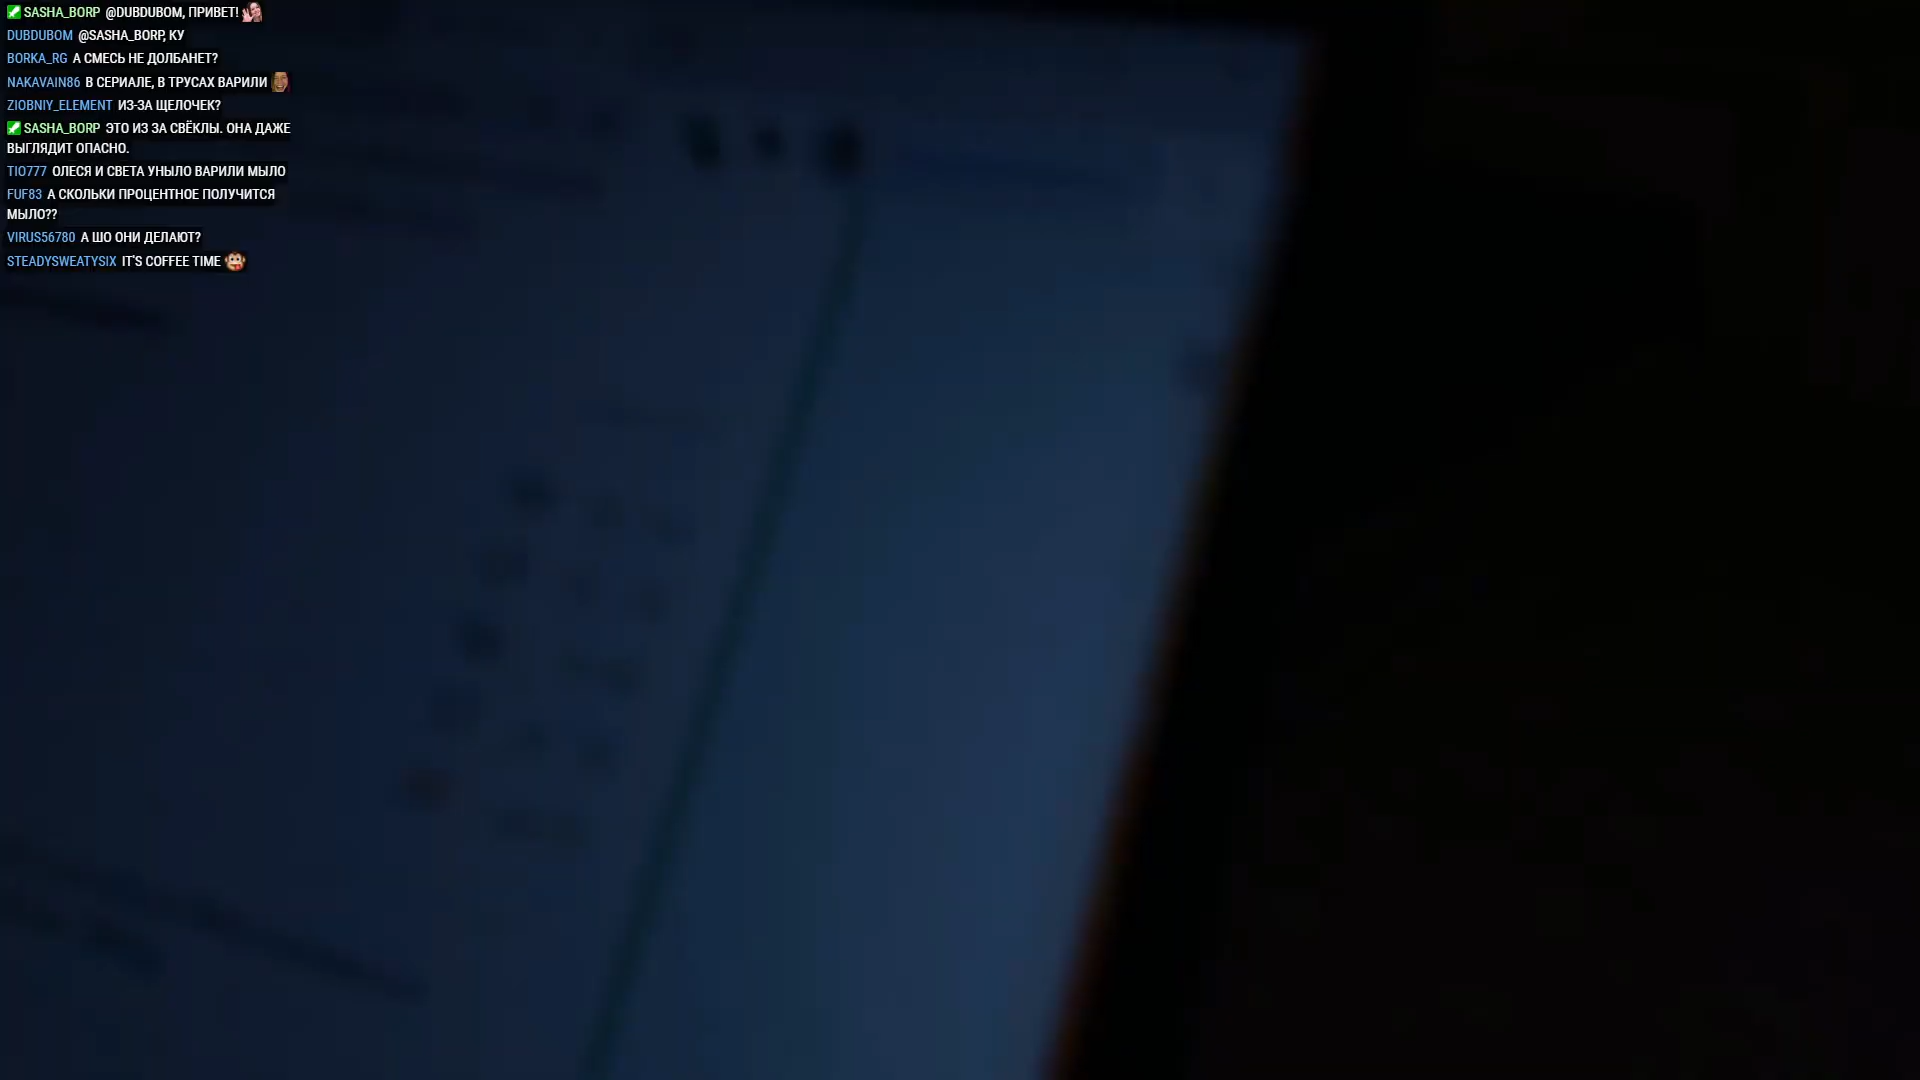 SASHA_BORP @DUBDUBOM, ПРИВЕТ!
DUBDUBOM @SASHA_BORP, КУ
BORKA_RG А СМЕСЬ НЕ ДОЛБАНЕТ?
NAKAVAIN86 В СЕРИАЛЕ, В ТРУСАХ ВАРИЛИ
ZIOBNIY_ELEMENT ИЗ-ЗА ЩЕЛОЧЕК?
SASHA_BORP ЭТО ИЗ ЗА СВЁКЛЫ. ОНА ДАЖЕ
ВЫГЛЯДИТ ОПАСНО.
TIO777 ОЛЕСЯ И СВЕТА УНЫЛО ВАРИЛИ МЫЛО
FUF83 А СКОЛЬКИ ПРОЦЕНТНОЕ ПОЛУЧИТСЯ
МЫЛО??
VIRUS56780 А ШО ОНИ ДЕЛАЮТ?
STEADYSWEATYSIX IT'S COFFEE TIME